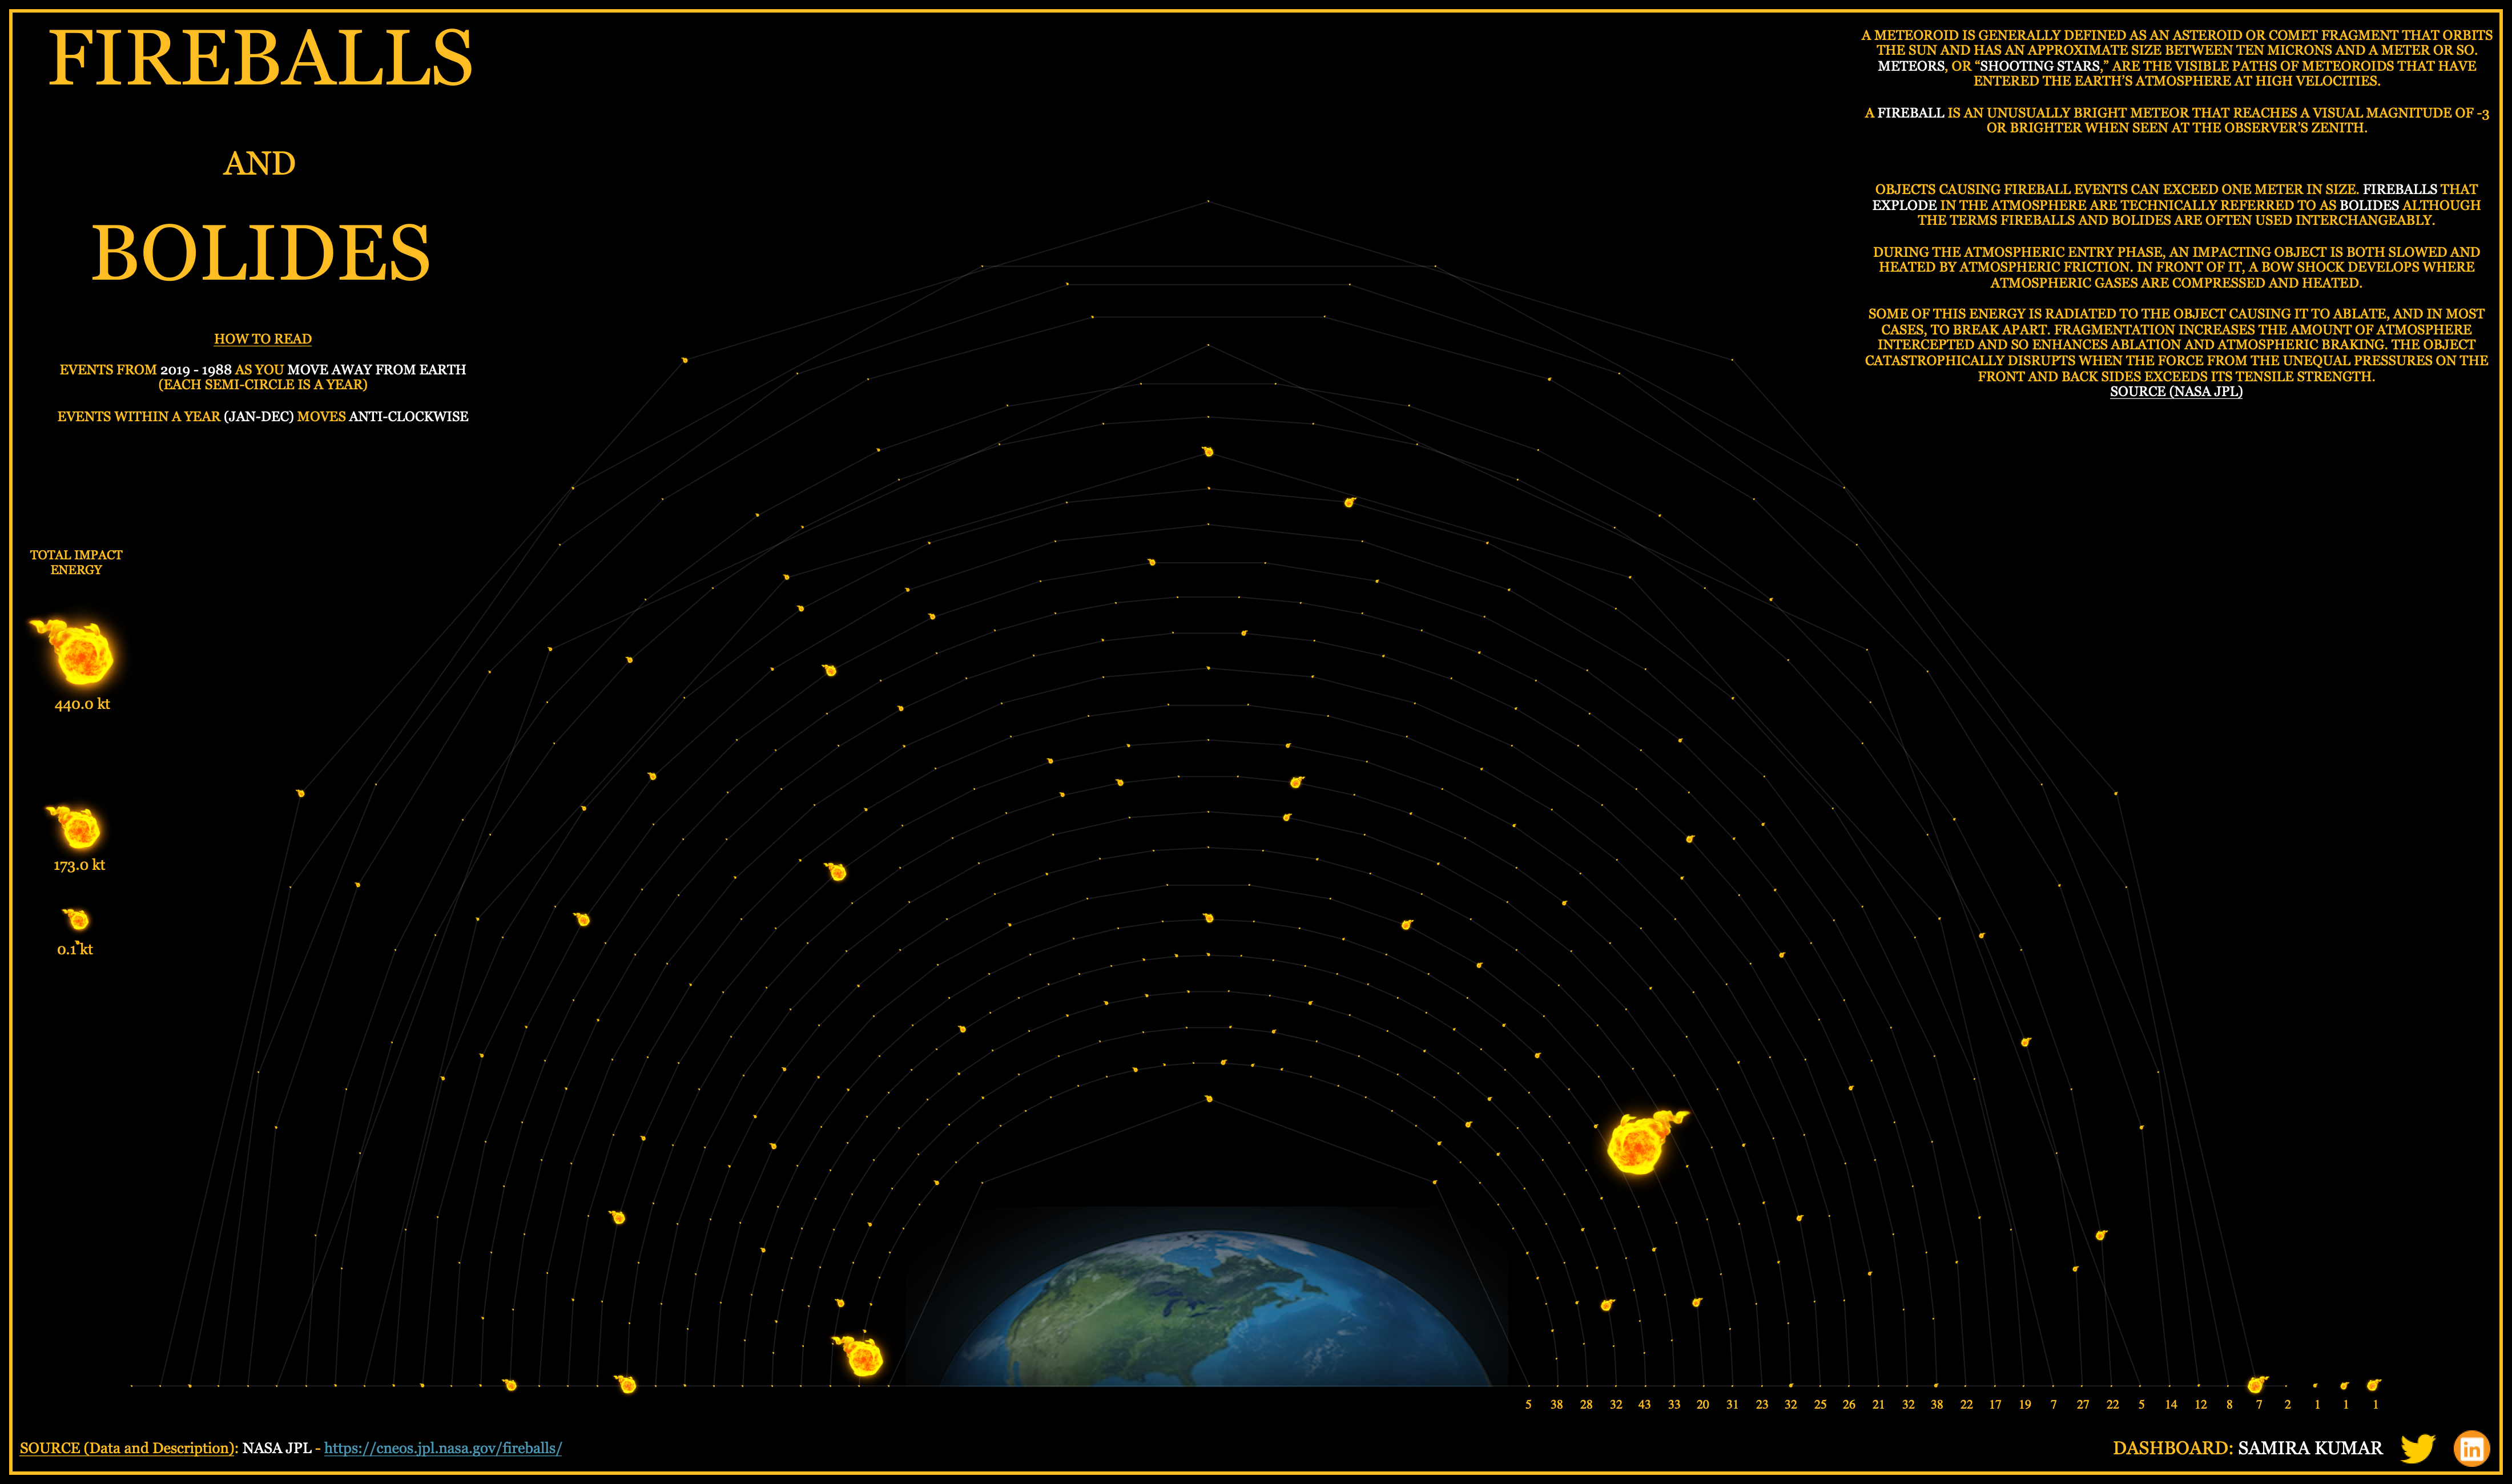 FIREBALLS
AND
BOLIDES
HOW TO READ
EVENTS FROM 2019 - 1988 AS YOU MOVE AWAY FROM EARTH
(EACH SEMI-CIRCLE IS A YEAR)
EVENTS WITHIN A YEAR (JAN-DEC) MOVES ANTI-CLOCKWISE
A METEOROID IS GENERALLY DEFINED AS AN ASTEROID OR COMET FRAGMENT THAT ORBITS
THE SUN AND HAS AN APPROXIMATE SIZE BETWEEN TEN MICRONS AND A METER OR SO.
METEORS, OR “SHOOTING STARS,” ARE THE VISIBLE PATHS OF METEOROIDS THAT HAVE
ENTERED THE EARTH’S ATMOSPHERE AT HIGH VELOCITIES.
A FIREBALL IS AN UNUSUALLY BRIGHT METEOR THAT REACHES A VISUAL MAGNITUDE OF -3
OR BRIGHTER WHEN SEEN AT THE OBSERVER’S ZENITH.
OBJECTS CAUSING FIREBALL EVENTS CAN EXCEED ONE METER IN SIZE. FIREBALLS THAT
EXPLODE IN THE ATMOSPHERE ARE TECHNICALLY REFERRED TO AS BOLIDES ALTHOUGH
THE TERMS FIREBALLS AND BOLIDES ARE OFTEN USED INTERCHANGEABLY.
DURING THE ATMOSPHERIC ENTRY PHASE, AN IMPACTING OBJECT IS BOTH SLOWED AND
HEATED BY ATMOSPHERIC FRICTION. IN FRONT OF IT, A BOW SHOCK DEVELOPS WHERE
ATMOSPHERIC GASES ARE COMPRESSED AND HEATED.
SOME OF THIS ENERGY IS RADIATED TO THE OBJECT CAUSING IT TO ABLATE, AND IN MOST
CASES, TO BREAK APART. FRAGMENTATION INCREASES THE AMOUNT OF ATMOSPHERE
INTERCEPTED AND SO ENHANCES ABLATION AND ATMOSPHERIC BRAKING. THE OBJECT
CATASTROPHICALLY DISRUPTS WHEN THE FORCE FROM THE UNEQUAL PRESSURES ON THE
FRONT AND BACK SIDES EXCEEDS ITS TENSILE STRENGTH.
SOURCE (NASA JPL)
TOTAL IMPACT
ENERGY
440.0 kt
173.0 kt
0.1 kt
5 38 28 32 43 33 20 31 23 32 25 26 21 32 38 22 17 19 7 27 22 5 14 12 8 7 2 1 1 1
SOURCE (Data and Description): NASA JPL - https://cneos.jpl.nasa.gov/fireballs/
DASHBOARD: SAMIRA KUMAR
in